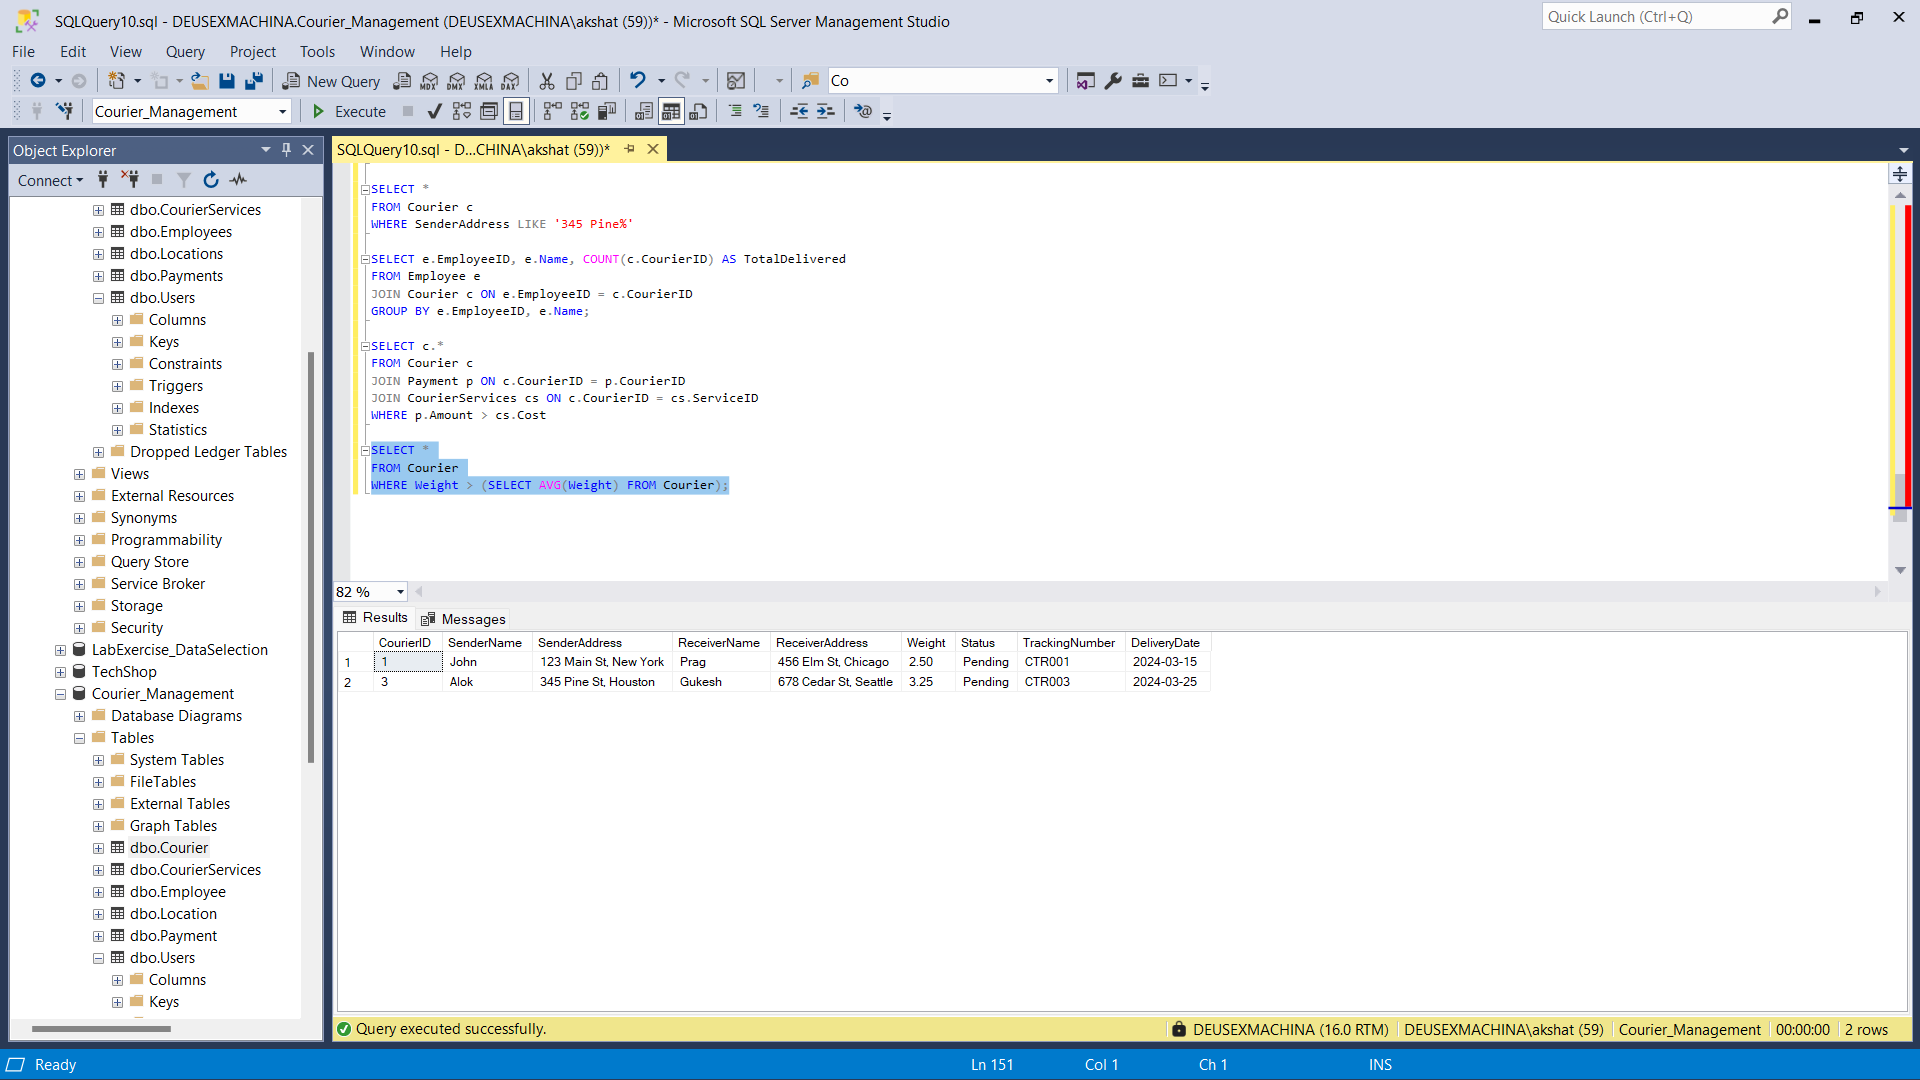 SQLQuery10.sql - DEUSEXMACHINA.Courier_Management (DEUSEXMACHINA\akshat (59))* - Microsoft SQL Server Management Studio
Quick Launch (Ctrl+Q)
File Edit View Query Project Tools Window Help
New Query MDX DMX XMLA DAX Co
Courier_Management Execute
Object Explorer
Connect
dbo.CourierServices
dbo.Employees
dbo.Locations
dbo.Payments
dbo.Users
Columns
Keys
Constraints
Triggers
Indexes
Statistics
Dropped Ledger Tables
Views
External Resources
Synonyms
Programmability
Query Store
Service Broker
Storage
Security
LabExercise_DataSelection
TechShop
Courier_Management
Database Diagrams
Tables
System Tables
FileTables
External Tables
Graph Tables
dbo.Courier
dbo.CourierServices
dbo.Employee
dbo.Location
dbo.Payment
dbo.Users
Columns
Keys
SQLQuery10.sql - D...CHINA\akshat (59))*
SELECT *
FROM Courier c
WHERE SenderAddress LIKE '345 Pine%'
SELECT e.EmployeeID, e.Name, COUNT(c.CourierID) AS TotalDelivered
FROM Employee e
JOIN Courier c ON e.EmployeeID = c.CourierID
GROUP BY e.EmployeeID, e.Name;
SELECT c.*
FROM Courier c
JOIN Payment p ON c.CourierID = p.CourierID
JOIN CourierServices cs ON c.CourierID = cs.ServiceID
WHERE p.Amount > cs.Cost
SELECT *
FROM Courier
WHERE Weight > (SELECT AVG(Weight) FROM Courier);
82 %
Results Messages
CourierID SenderName SenderAddress ReceiverName ReceiverAddress Weight Status TrackingNumber DeliveryDate
1 1 John 123 Main St, New York Prag 456 Elm St, Chicago 2.50 Pending CTR001 2024-03-15
2 3 Alok 345 Pine St, Houston Gukesh 678 Cedar St, Seattle 3.25 Pending CTR003 2024-03-25
Query executed successfully. DEUSEXMACHINA (16.0 RTM) DEUSEXMACHINA\akshat (59) Courier_Management 00:00:00 2 rows
Ready Ln 151 Col 1 Ch 1 INS